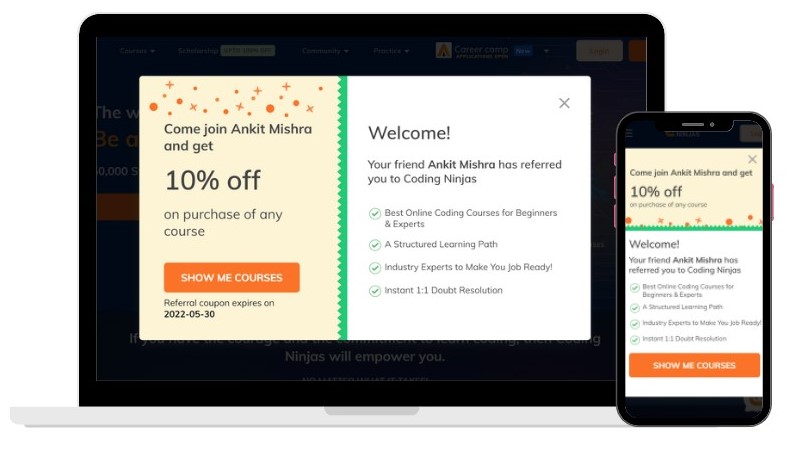 Courses
Scholarship
Community
Practice
Career camp
New
Login
The w
Be a
50,000 S
Come join Ankit Mishra
and get
10% off
on purchase of any
course
SHOW ME COURSES
Referral coupon expires on
2022-05-30
Welcome!
Your friend Ankit Mishra has referred
you to Coding Ninjas
Best Online Coding Courses for Beginners
& Experts
A Structured Learning Path
Industry Experts to Make You Job Ready!
Instant 1:1 Doubt Resolution
If you have the courage and the commitment to learn coding, then Coding
Ninjas will empower you.
NO MATTER WHAT IT TAKES!
NINJAS
Come join Ankit Mishra and get
10% off
on purchase of any course
Welcome!
Your friend Ankit Mishra has
referred you to Coding Ninjas
Best Online Coding Courses for
Beginners & Experts
A Structured Learning Path
Industry Experts to Make You Job Ready!
Instant 1:1 Doubt Resolution
SHOW ME COURSES